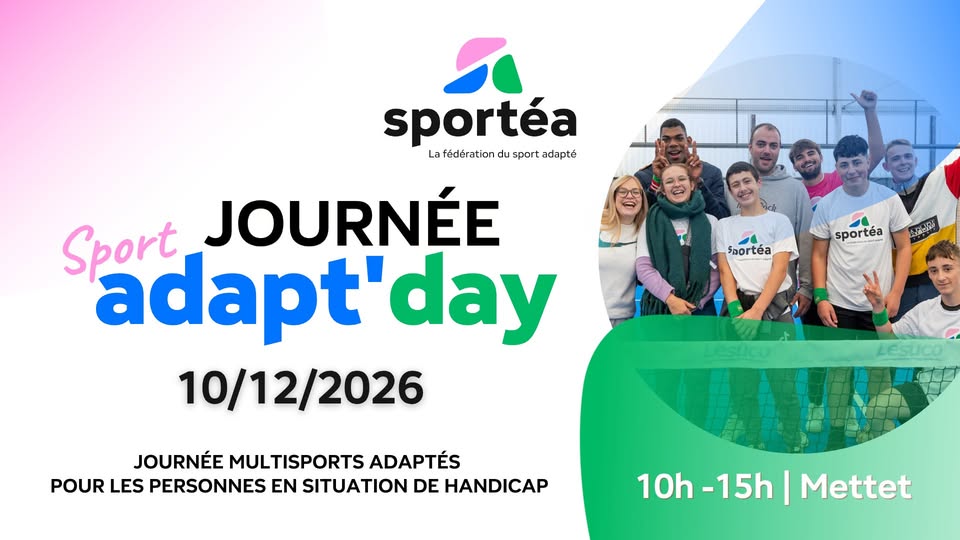 sportéa
La fédération du sport adapté
JOURNÉE
Sport
adapt'day
10/12/2026
JOURNÉE MULTISPORTS ADAPTÉS
POUR LES PERSONNES EN SITUATION DE HANDICAP
sportéa
sportéa
10h -15h | Mettet